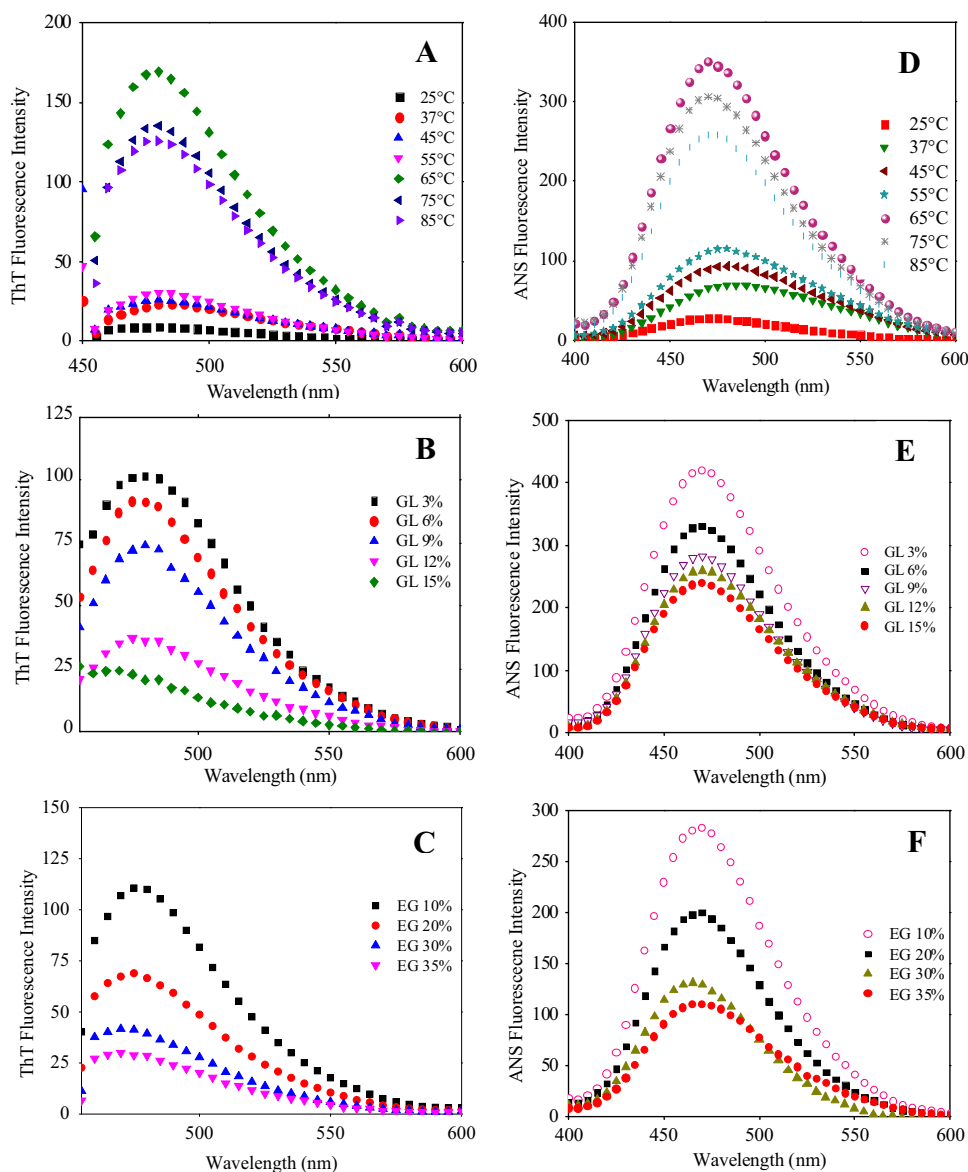 200
150
100
50
0
ThT Fluorescence Intensity
A
25°C
37°C
45°C
55°C
65°C
75°C
85°C
450
500
550
600
Wavelength (nm)
400
300
200
100
0
ANS Fluorescence Intensity
D
25°C
37°C
45°C
55°C
65°C
75°C
85°C
400
450
500
550
600
Wavelength (nm)
125
100
75
50
25
0
ThT Fluorescence Intensity
B
GL 3%
GL 6%
GL 9%
GL 12%
GL 15%
500
550
600
Wavelength (nm)
500
400
300
200
100
0
ANS Fluorescence Intensity
E
GL 3%
GL 6%
GL 9%
GL 12%
GL 15%
400
450
500
550
600
Wavelength (nm)
150
125
100
75
50
25
0
ThT Fluorescence Intensity
C
EG 10%
EG 20%
EG 30%
EG 35%
500
550
600
Wavelength (nm)
300
250
200
150
100
50
0
ANS Fluoresceecne Intensity
F
EG 10%
EG 20%
EG 30%
EG 35%
400
450
500
550
600
Wavelength (nm)